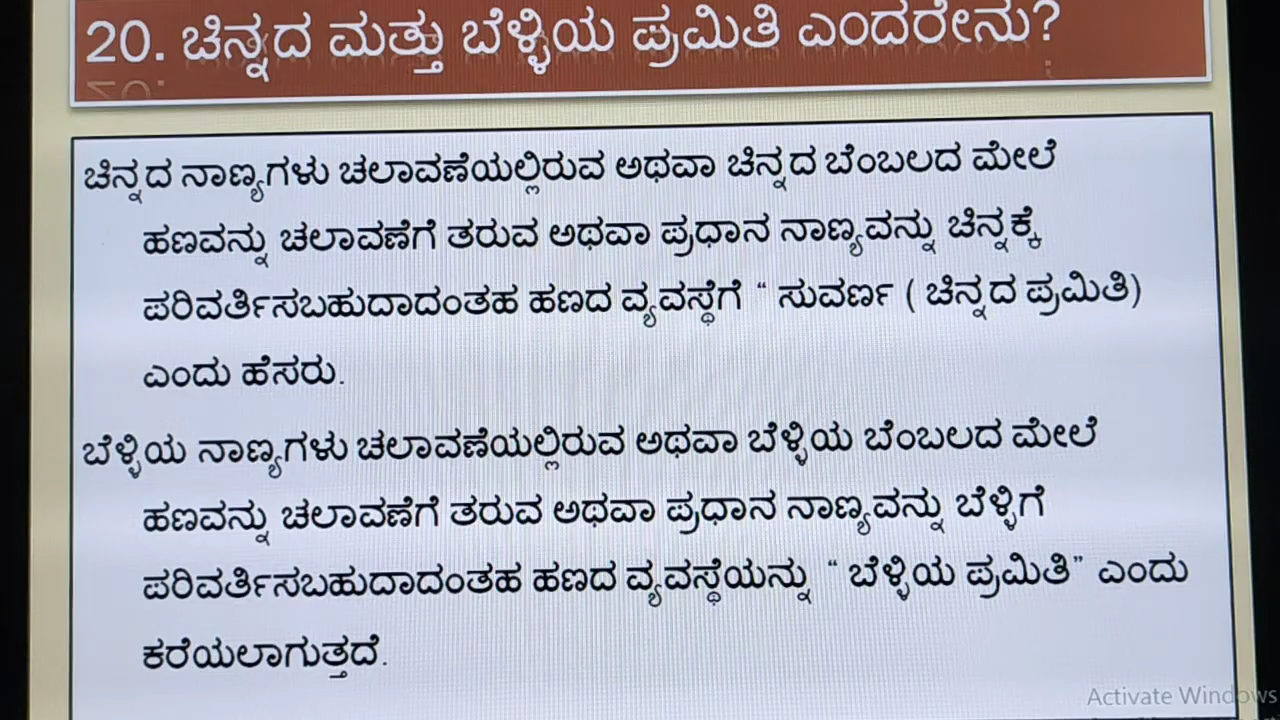 20. ಚಿನ್ನದ ಮತ್ತು ಬೆಳ್ಳಿಯ ಪ್ರಮಿತಿ ಎಂದರೇನು?
ಚಿನ್ನದ ನಾಣ್ಯಗಳು ಚಲಾವಣೆಯಲ್ಲಿರುವ ಅಥವಾ ಚಿನ್ನದ ಬೆಂಬಲದ ಮೇಲೆ
ಹಣವನ್ನು ಚಲಾವಣೆಗೆ ತರುವ ಅಥವಾ ಪ್ರಧಾನ ನಾಣ್ಯವನ್ನು ಚಿನ್ನಕ್ಕೆ
ಪರಿವರ್ತಿಸಬಹುದಾದಂತಹ ಹಣದ ವ್ಯವಸ್ಥೆಗೆ “ ಸುವರ್ಣ ( ಚಿನ್ನದ ಪ್ರಮಿತಿ)
ಎಂದು ಹೆಸರು.
ಬೆಳ್ಳಿಯ ನಾಣ್ಯಗಳು ಚಲಾವಣೆಯಲ್ಲಿರುವ ಅಥವಾ ಬೆಳ್ಳಿಯ ಬೆಂಬಲದ ಮೇಲೆ
ಹಣವನ್ನು ಚಲಾವಣೆಗೆ ತರುವ ಅಥವಾ ಪ್ರಧಾನ ನಾಣ್ಯವನ್ನು ಬೆಳ್ಳಿಗೆ
ಪರಿವರ್ತಿಸಬಹುದಾದಂತಹ ಹಣದ ವ್ಯವಸ್ಥೆಯನ್ನು “ ಬೆಳ್ಳಿಯ ಪ್ರಮಿತಿ” ಎಂದು
ಕರೆಯಲಾಗುತ್ತದೆ.
Activate Windows